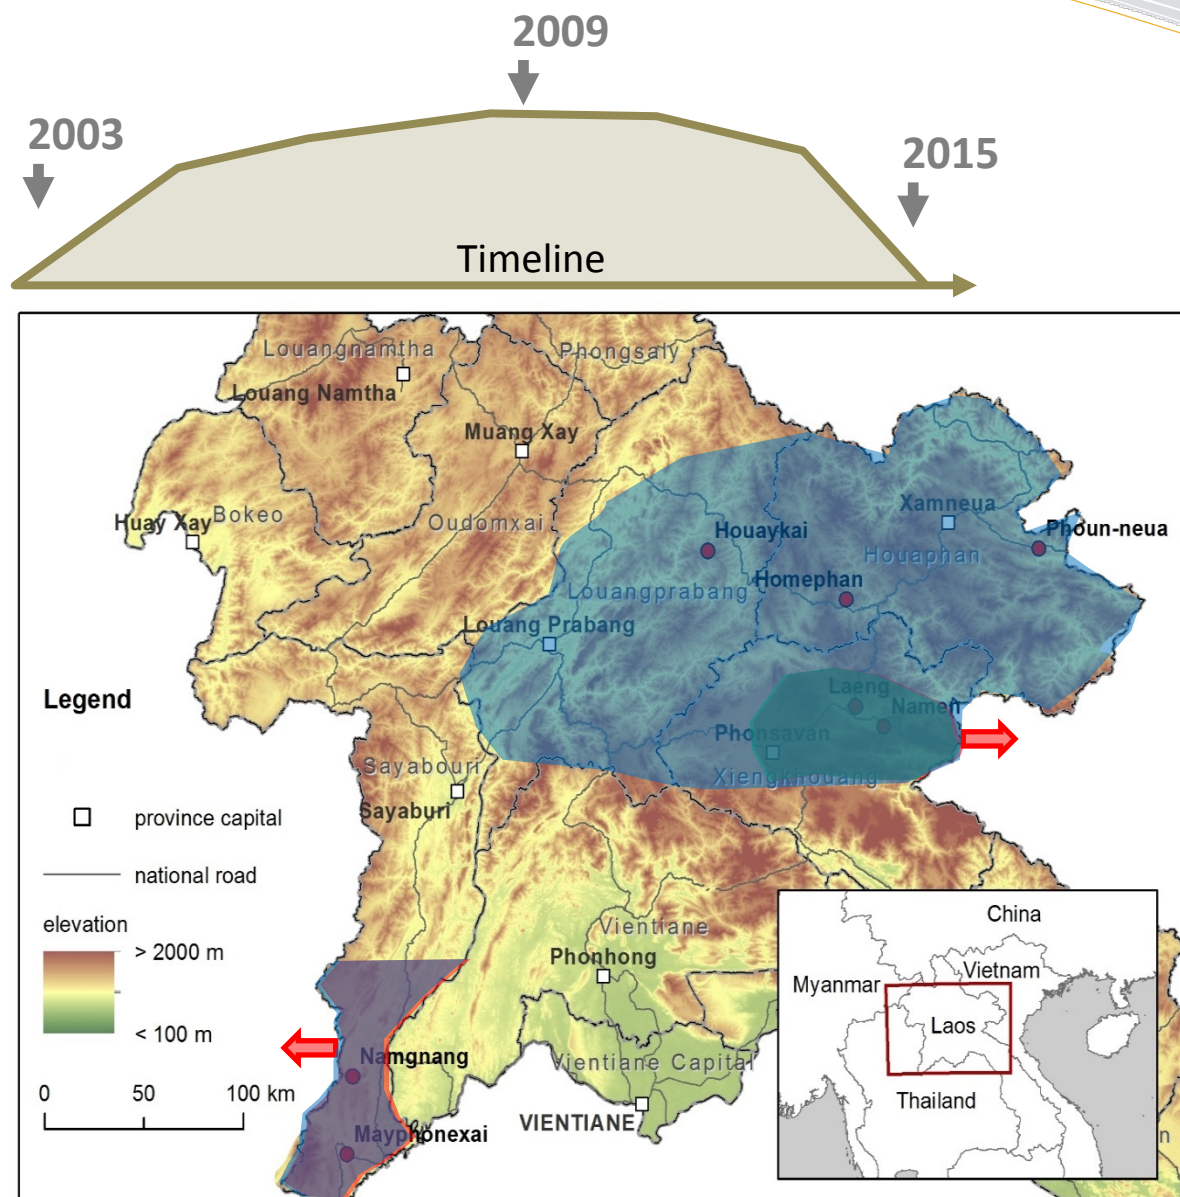 2009
2003
2015
Timeline
Louangnamtha
Phongsaly
Louang Namtha
Muang Xay
Xamneua
Huay Xay
Bokeo
Oudomxai
Houaykai
Phoun-neua
Houaphan
Homephan
Louangprabang
Louang Prabang
Legend
Laeng
Namen
Phonsavan
Xiengkhouang
Sayabouri
Sayaburi
province capital
national road
elevation
> 2000 m
< 100 m
0 50 100 km
Vientiane
Phonhong
Namgnang
Vientiane Capital
VIENTIANE
Mayphonexai
China
Vietnam
Myanmar
Laos
Thailand